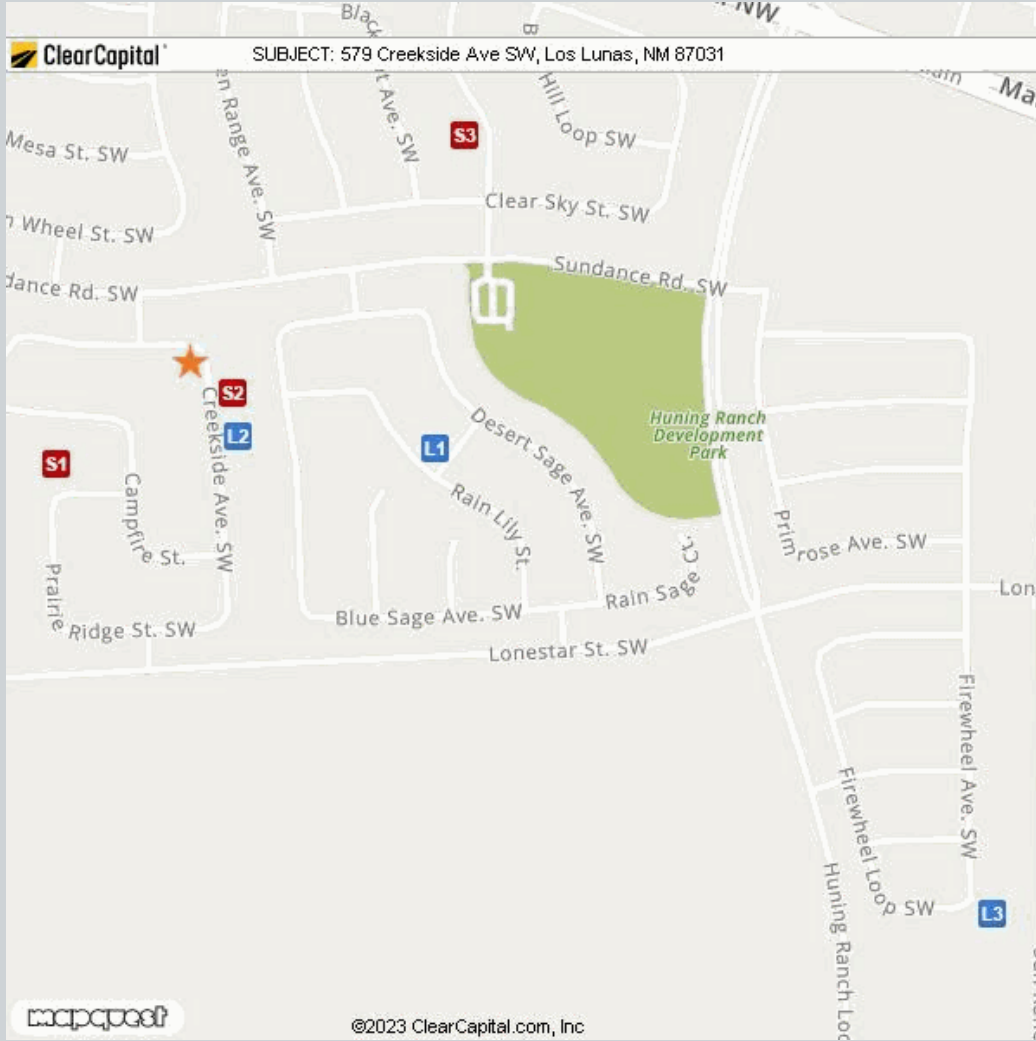 NW
Black
B
ClearCapital
SUBJECT: 579 Creekside Ave SW, Los Lunas, NM 87031
Ma
en Range Ave. SW
t Ave. SW
Hill Loop SW
S3
Mesa St. SW
Clear Sky St. SW
n Wheel St. SW
Sundance Rd. SW
dance Rd. SW
S2
Creekside Ave. SW
L2
L1
S1
Huning Ranch
Development
Park
Desert Sage Ave. SW
Campfire St.
Rain Lily St.
Primrose Ave. SW
Rain Sage Ct.
Prairie Ridge St. SW
Blue Sage Ave. SW
Lon
Lonestar St. SW
Firewheel Ave. SW
Firewheel Loop SW
Huning Ranch Loo
L3
mapquest
©2023 ClearCapital.com, Inc